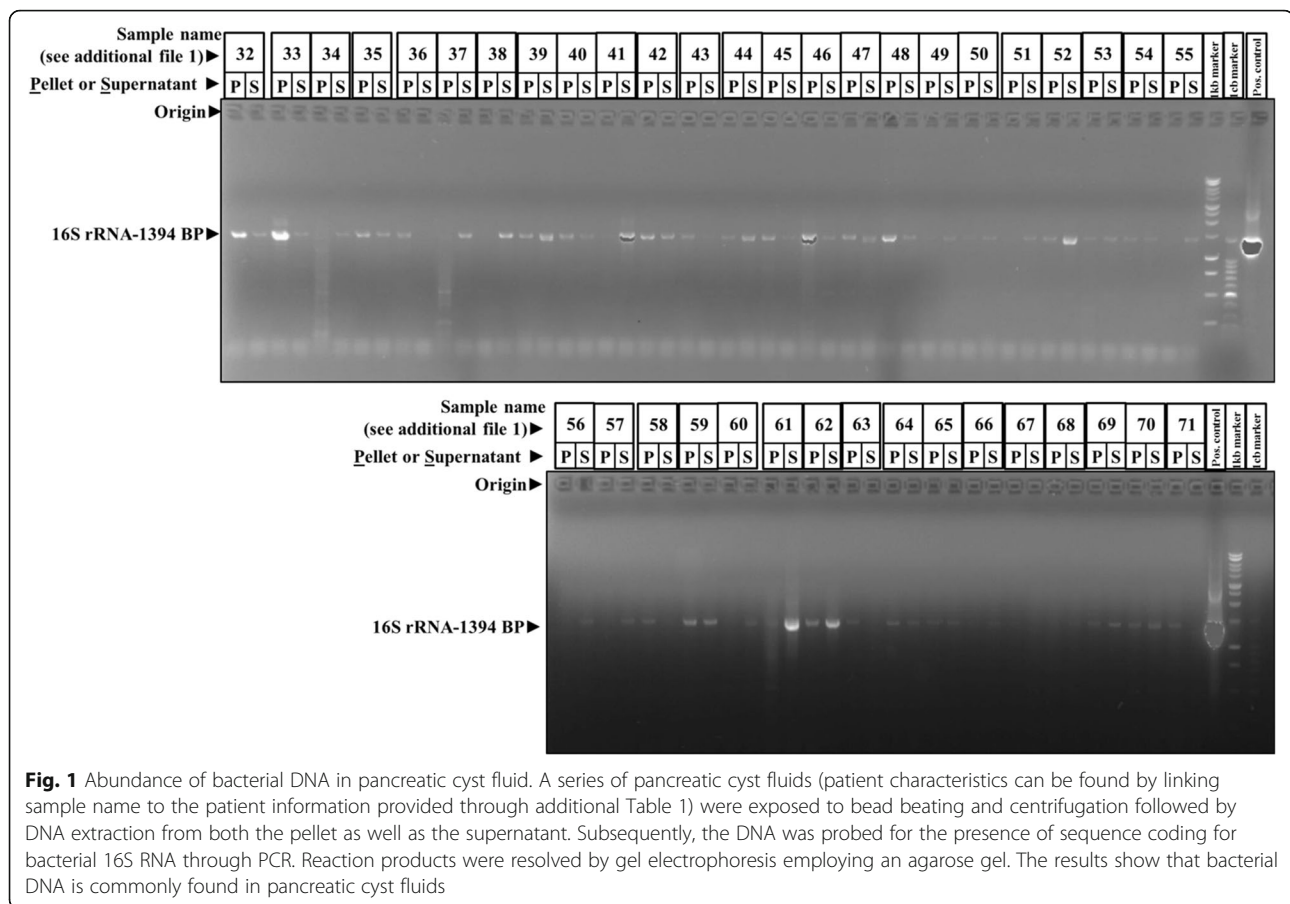 Sample name
(see additional file 1)► 32 33 34 35 36 37 38 39 40 41 42 43 44 45 46 47 48 49 50 51 52 53 54 55 1kb marker 1cb marker Pos. control
Pellet or Supernatant► P S P S P S P S P S P S P S P S P S P S P S P S P S P S P S P S P S P S P S P S P S P S P S P S
Origin►
16S rRNA-1394 BP►
Sample name
(see additional file 1)► 56 57 58 59 60 61 62 63 64 65 66 67 68 69 70 71 Pos. control 1kb marker 1cb marker
Pellet or Supernatant ► P S P S P S P S P S P S P S P S P S P S P S P S P S P S P S P S
Origin►
16S rRNA-1394 BP►
Fig. 1 Abundance of bacterial DNA in pancreatic cyst fluid. A series of pancreatic cyst fluids (patient characteristics can be found by linking
sample name to the patient information provided through additional Table 1) were exposed to bead beating and centrifugation followed by
DNA extraction from both the pellet as well as the supernatant. Subsequently, the DNA was probed for the presence of sequence coding for
bacterial 16S RNA through PCR. Reaction products were resolved by gel electrophoresis employing an agarose gel. The results show that bacterial
DNA is commonly found in pancreatic cyst fluids